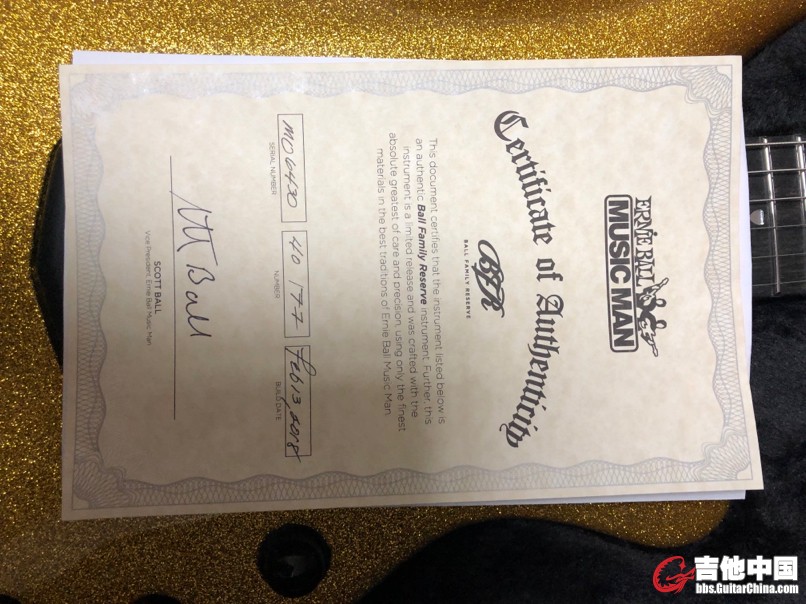 ERNIE BALL
MUSIC MAN
Certificate of Authenticity
BFR
BALL FAMILY RESERVE
This document certifies that the instrument listed below is
an authentic Ball Family Reserve instrument. Further, this
instrument is a limited release and was crafted with the
absolute greatest of care and precision, using only the finest
materials in the best traditions of Ernie Ball Music Man.
SERIAL NUMBER
NUMBER
Feb 13, 2018
BUILD DATE
Scott Ball
SCOTT BALL
Vice President, Ernie Ball Music Man
吉他中国
bbs.GuitarChina.com